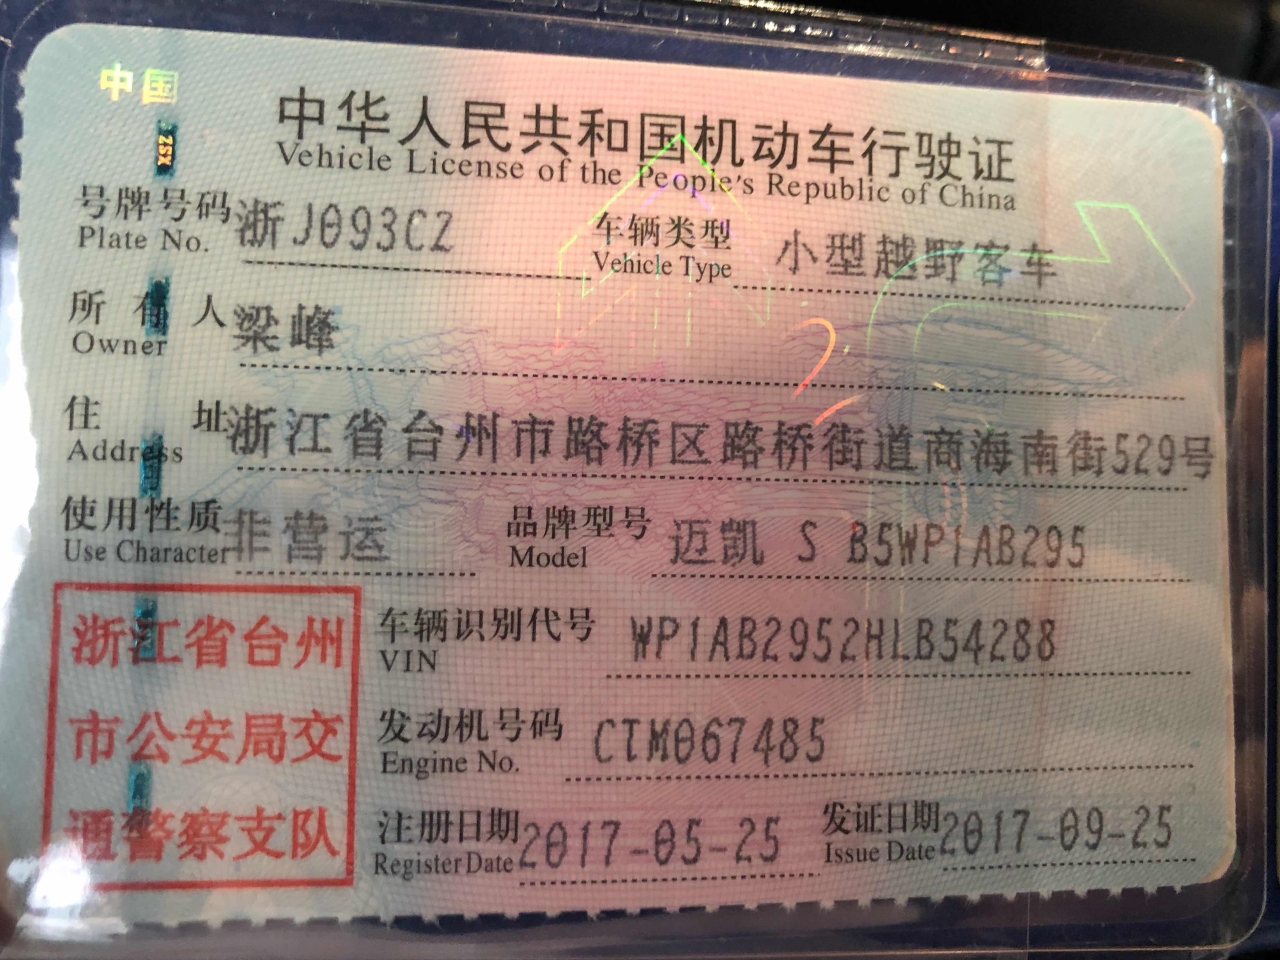 中国
ZSX
中华人民共和国机动车行驶证
Vehicle License of the People's Republic of China
号牌号码 浙J093CZ 车辆类型 小型越野客车
Plate No. Vehicle Type
所有人 梁峰
Owner
住址 浙江省台州市路桥区路桥街道商海南街529号
Address
使用性质 非营运 品牌型号 迈凯 S B5WP1AB295
Use Character Model
浙江省台州
市公安局交
通警察支队
车辆识别代号 WP1AB2952HLB54288
VIN
发动机号码 CTM067485
Engine No.
注册日期 2017-05-25 发证日期 2017-09-25
Register Date Issue Date